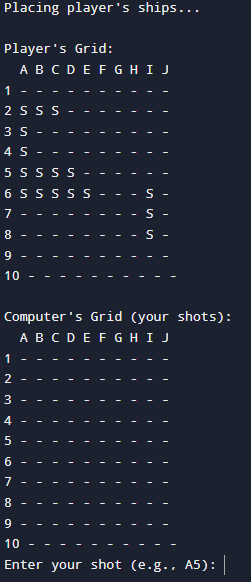 Placing player's ships...
Player's Grid:
A B C D E F G H I J
1 - - - - - - - - - -
2 S S S - - - - - - -
3 S - - - - - - - - -
4 S - - - - - - - - -
5 S S S S - - - - - -
6 S S S S S - - - S -
7 - - - - - - - - S -
8 - - - - - - - - S -
9 - - - - - - - - - -
10 - - - - - - - - - -
Computer's Grid (your shots):
A B C D E F G H I J
1 - - - - - - - - - -
2 - - - - - - - - - -
3 - - - - - - - - - -
4 - - - - - - - - - -
5 - - - - - - - - - -
6 - - - - - - - - - -
7 - - - - - - - - - -
8 - - - - - - - - - -
9 - - - - - - - - - -
10 - - - - - - - - - -
Enter your shot (e.g., A5):